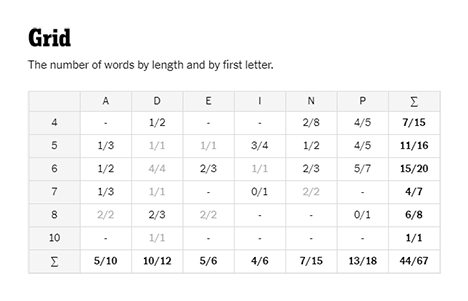 Grid
The number of words by length and by first letter.
A D E I N P Σ
4 - 1/2 - - 2/8 4/5 7/15
5 1/3 1/1 1/1 3/4 1/2 4/5 11/16
6 1/2 4/4 2/3 1/1 2/3 5/7 15/20
7 1/3 1/1 - 0/1 2/2 - 4/7
8 2/2 2/3 2/2 - - 0/1 6/8
10 - 1/1 - - - - 1/1
Σ 5/10 10/12 5/6 4/6 7/15 13/18 44/67